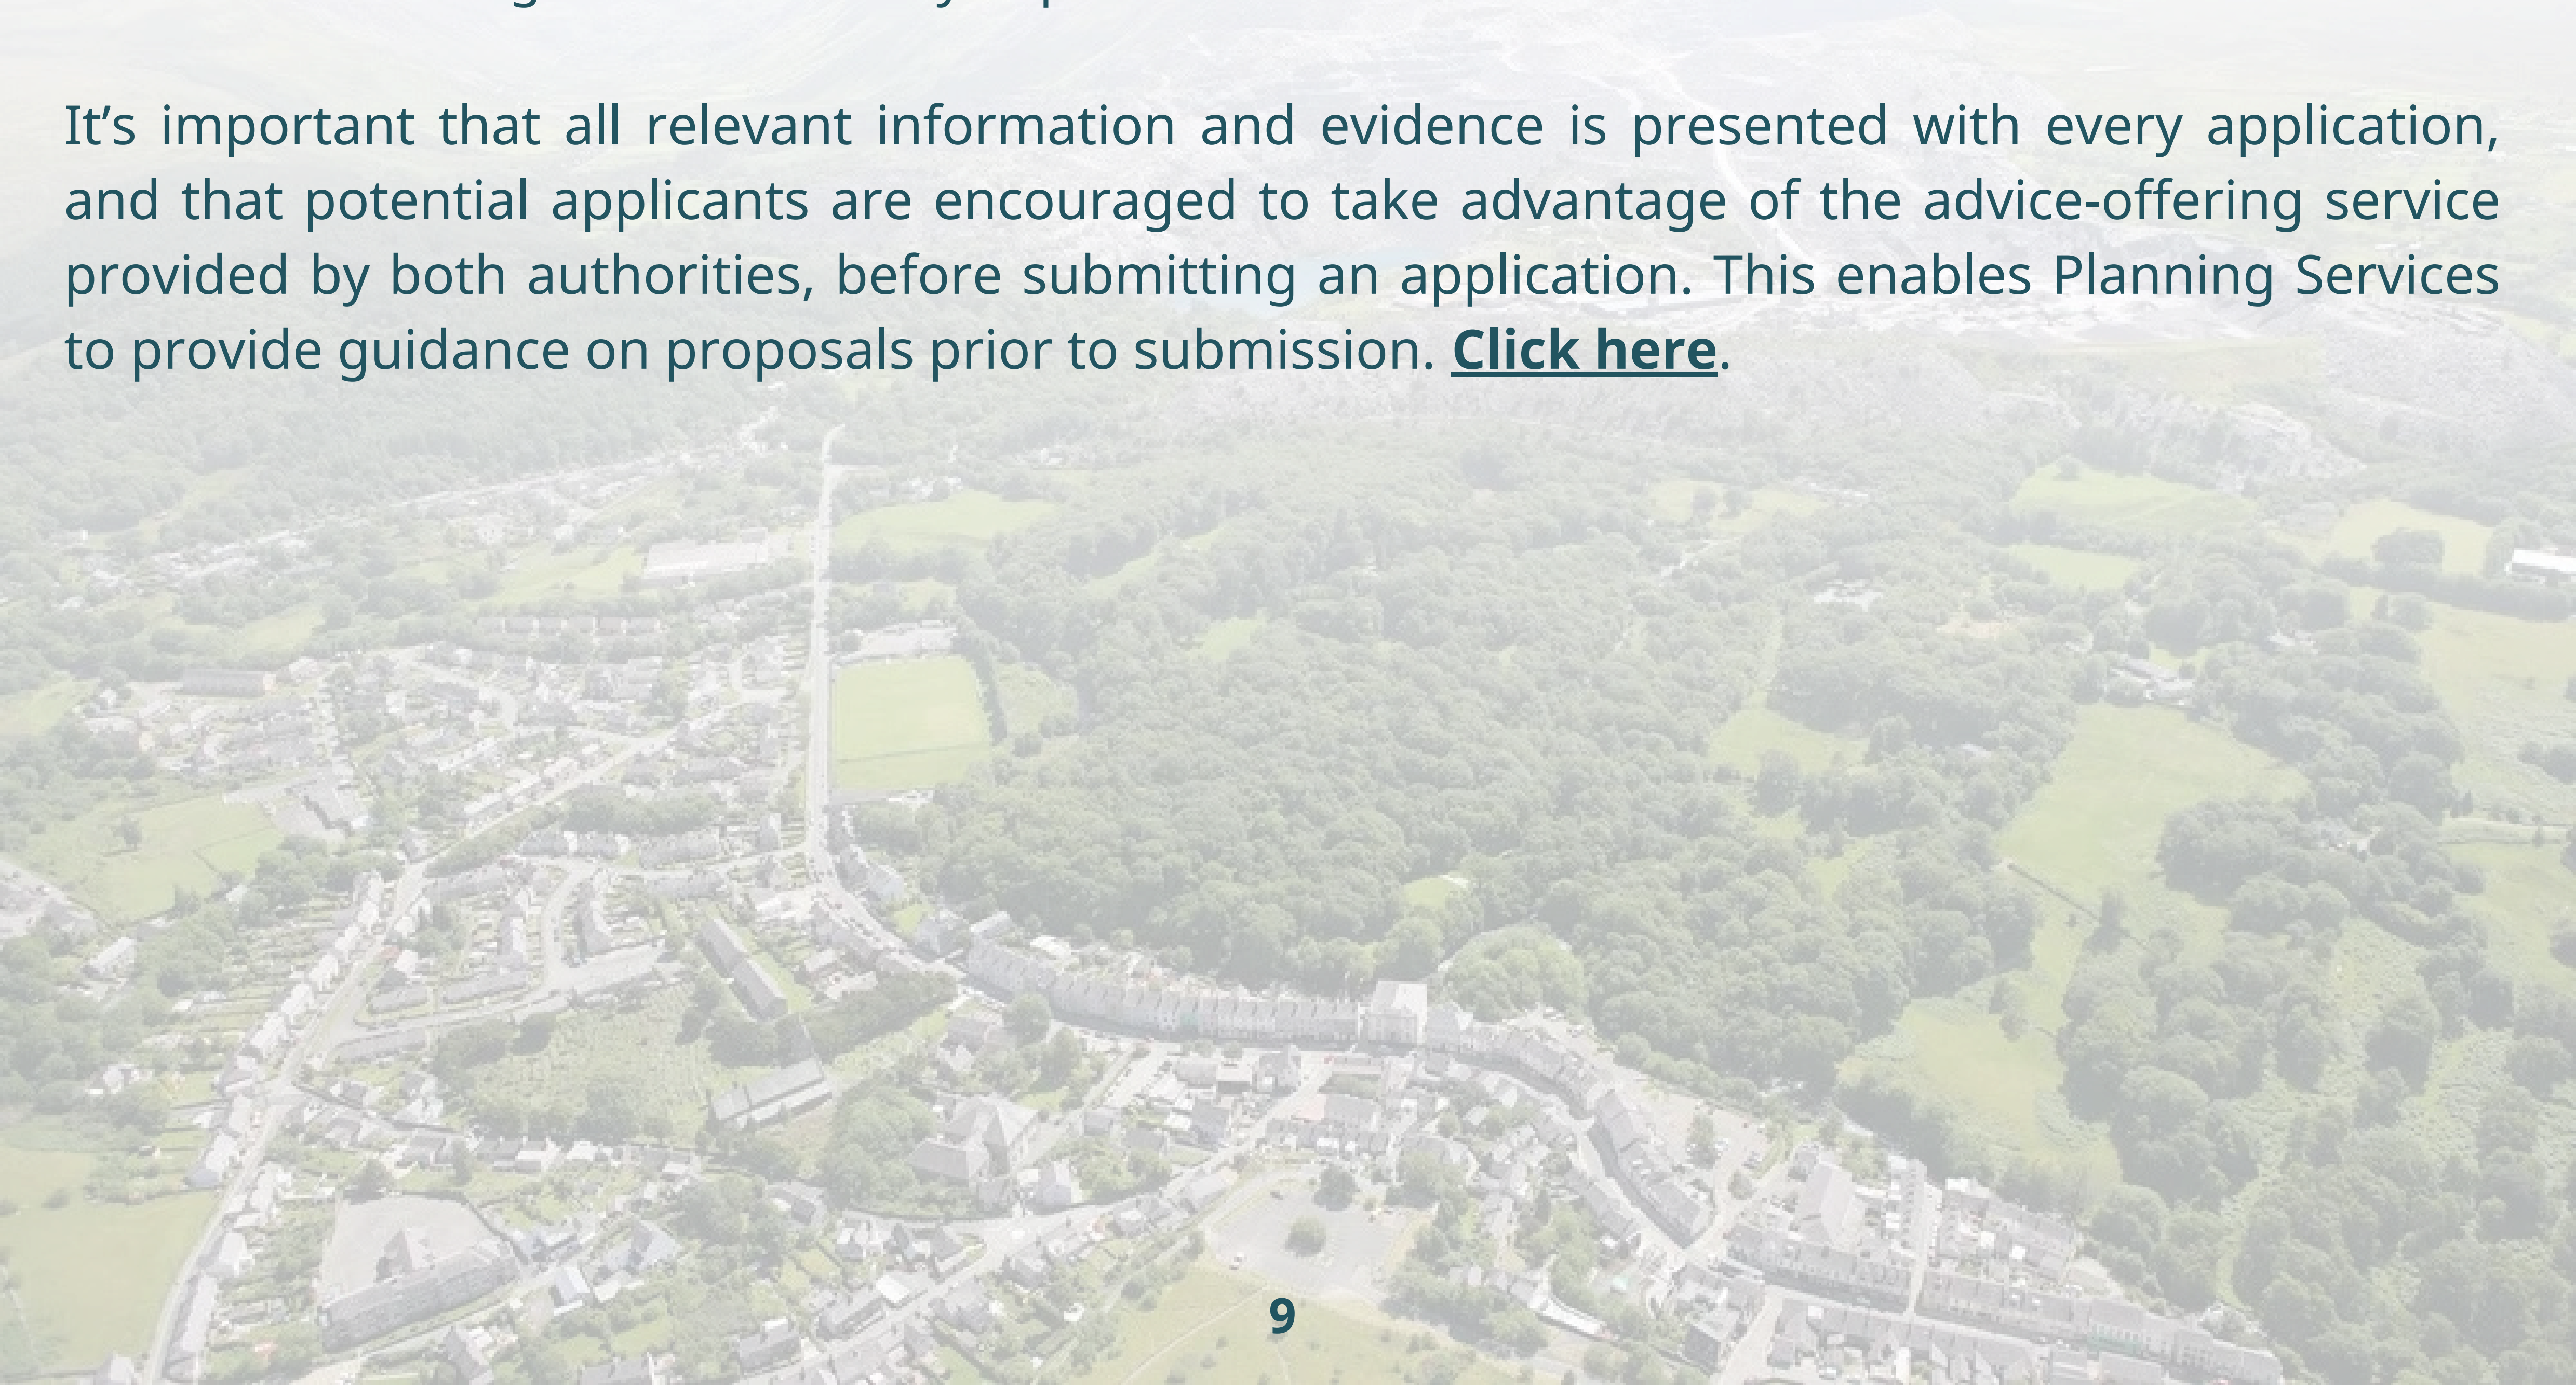 It’s important that all relevant information and evidence is presented with every application,
and that potential applicants are encouraged to take advantage of the advice-offering service
provided by both authorities, before submitting an application. This enables Planning Services
to provide guidance on proposals prior to submission. Click here.
9